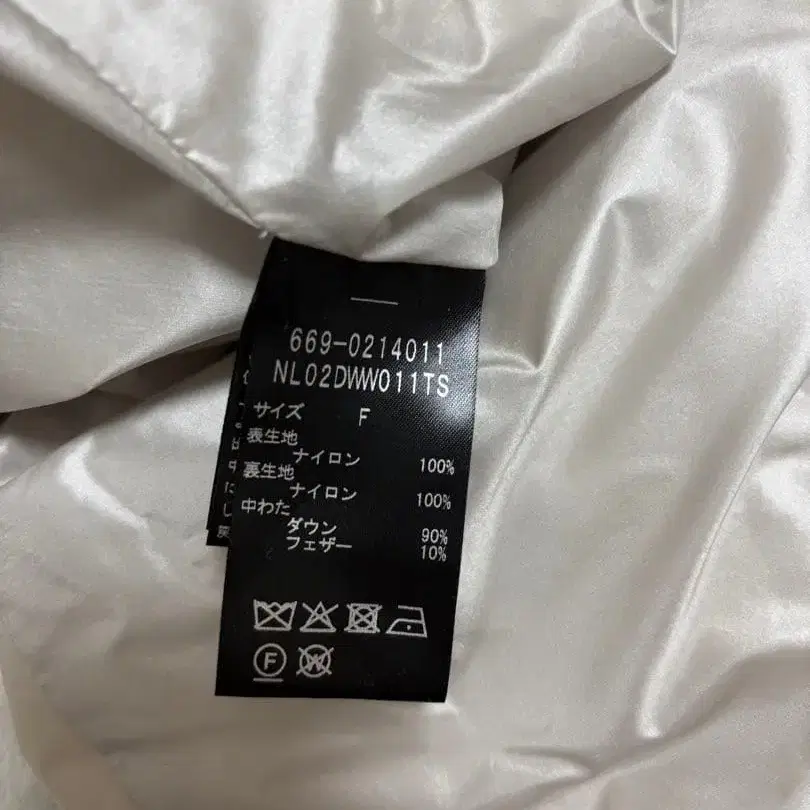 669-0214011
NL02DWW011TS
サイズ F
表生地
ナイロン 100%
裏生地
ナイロン 100%
中わた
ダウン 90%
フェザー 10%
F
W